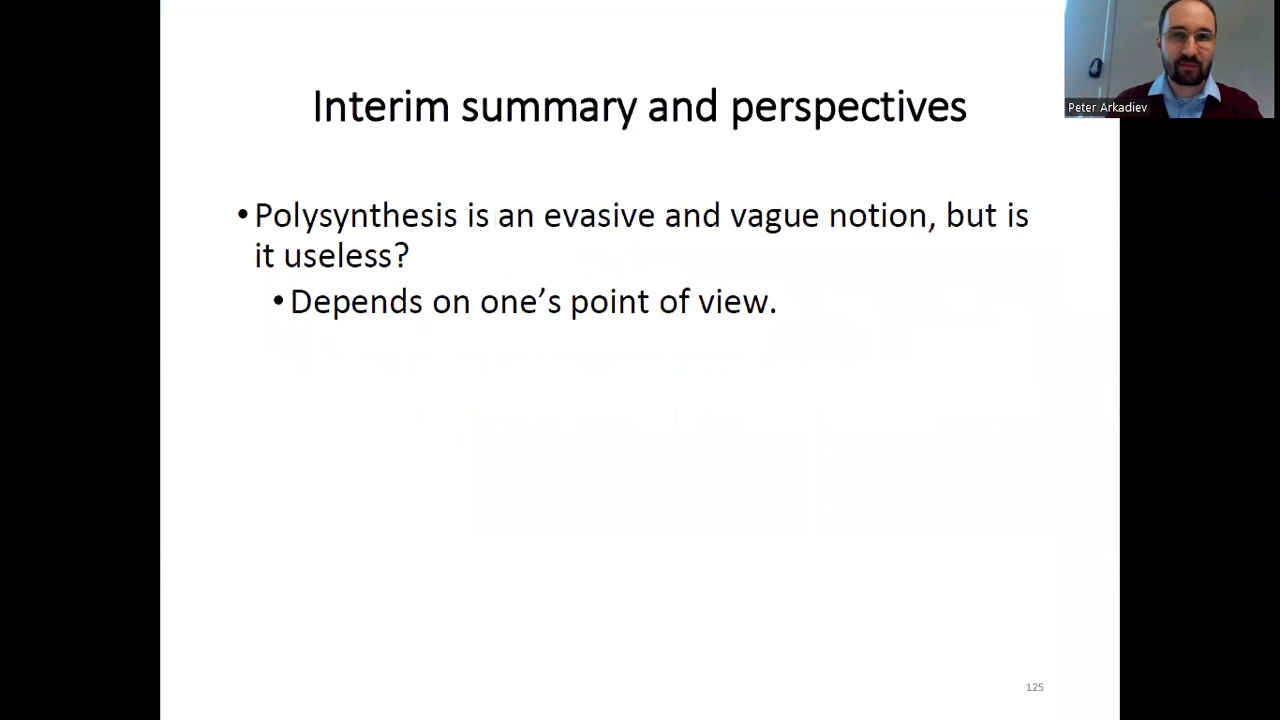 Interim summary and perspectives
Peter Arkadiev
• Polysynthesis is an evasive and vague notion, but is
it useless?
• Depends on one’s point of view.
125